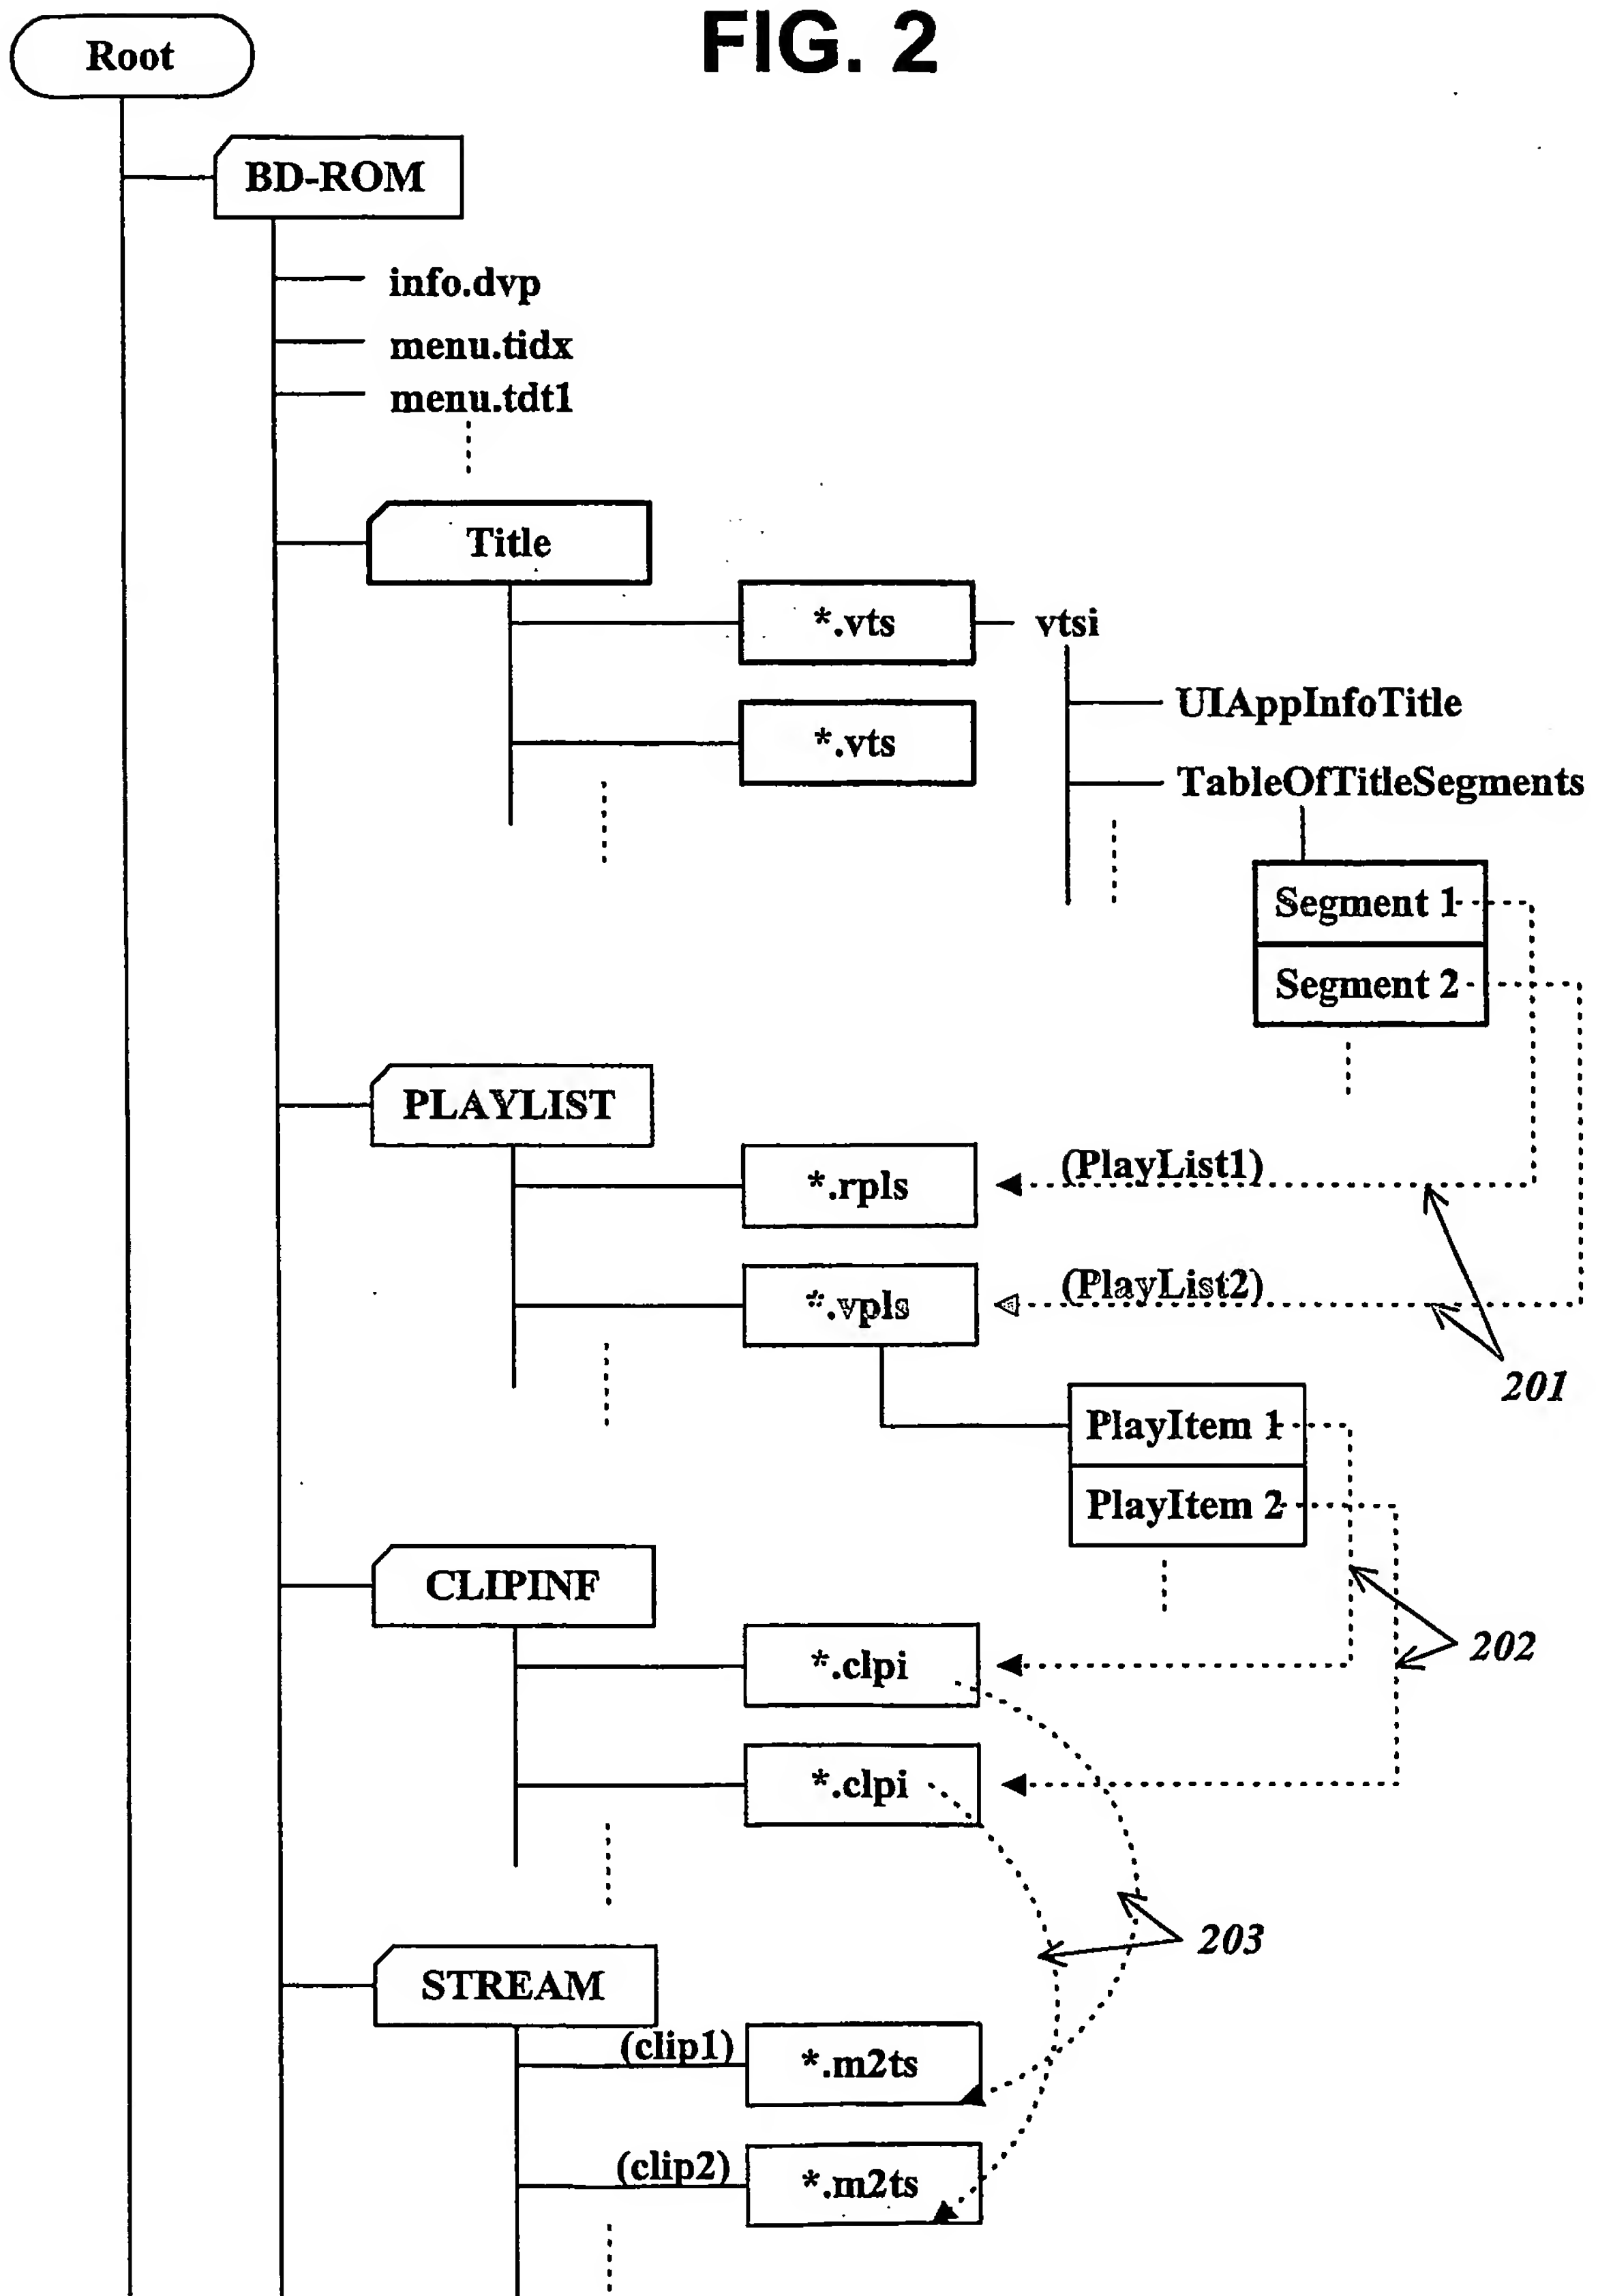 FIG. 2
Root
BD-ROM
info.dvp
menu.tidx
menu.tdt1
Title
*.vts
vtsi
UIAppInfoTitle
*.vts
TableOfTitleSegments
Segment 1
Segment 2
PLAYLIST
*.rpls
(PlayList1)
*.vpls
(PlayList2)
201
PlayItem 1
PlayItem 2
CLIPINF
202
*.clpi
*.clpi
203
STREAM
(clip1)
*.m2ts
(clip2)
*.m2ts